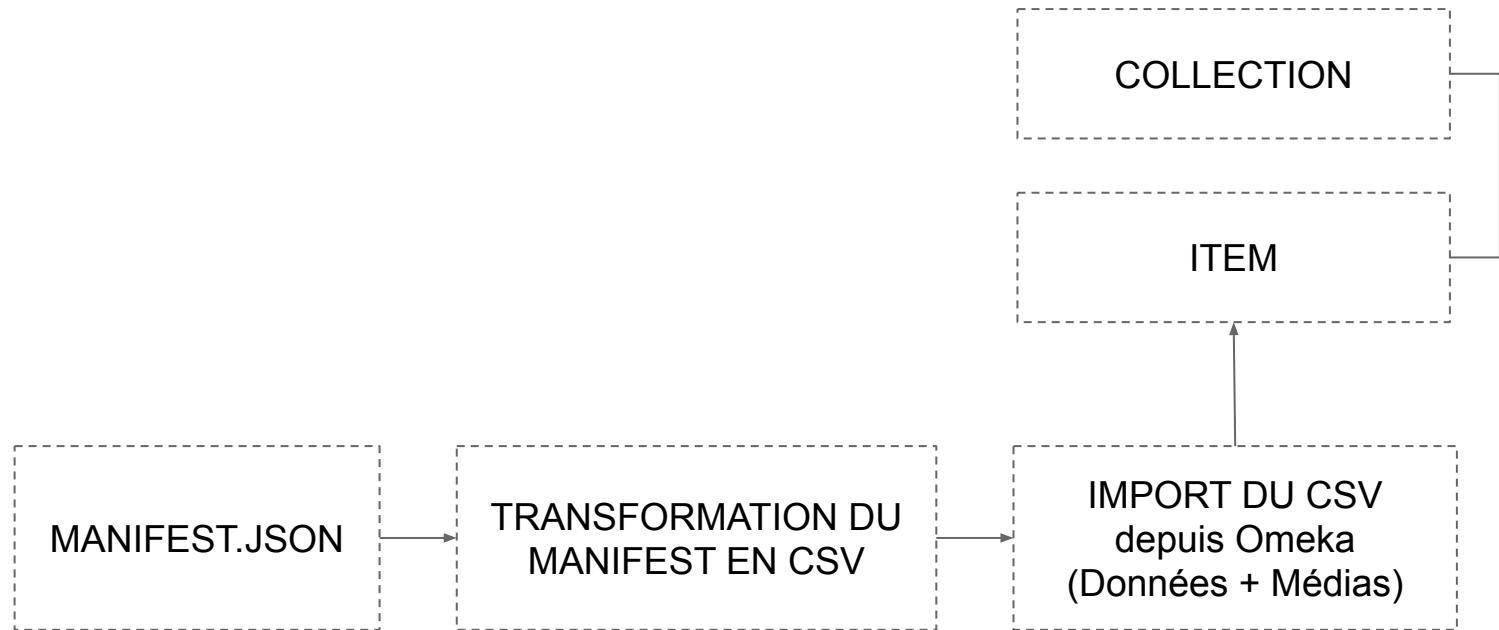 COLLECTION
ITEM
MANIFEST.JSON
TRANSFORMATION DU
MANIFEST EN CSV
IMPORT DU CSV
depuis Omeka
(Données + Médias)